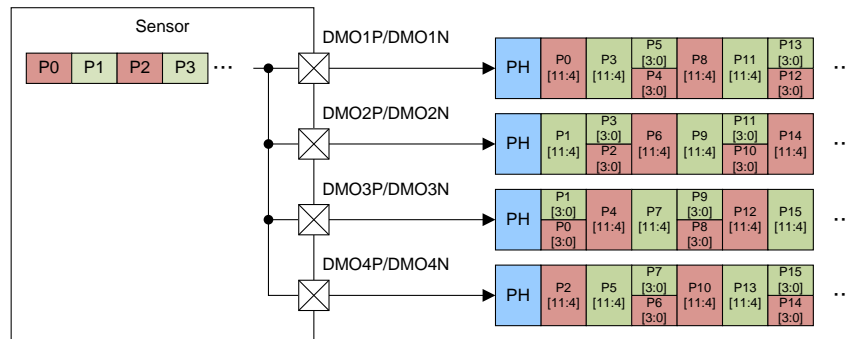 Sensor
P0 P1 P2 P3 ...
DMO1P/DMO1N
PH
P0
[11:4]
P3
[11:4]
P5
[3:0]
P4
[3:0]
P8
[11:4]
P11
[11:4]
P13
[3:0]
P12
[3:0]
..
DMO2P/DMO2N
PH
P1
[11:4]
P3
[3:0]
P2
[3:0]
P6
[11:4]
P9
[11:4]
P11
[3:0]
P10
[3:0]
P14
[11:4]
..
DMO3P/DMO3N
PH
P1
[3:0]
P0
[3:0]
P4
[11:4]
P7
[11:4]
P9
[3:0]
P8
[3:0]
P12
[11:4]
P15
[11:4]
..
DMO4P/DMO4N
PH
P2
[11:4]
P5
[11:4]
P7
[3:0]
P6
[3:0]
P10
[11:4]
P13
[11:4]
P15
[3:0]
P14
[3:0]
..